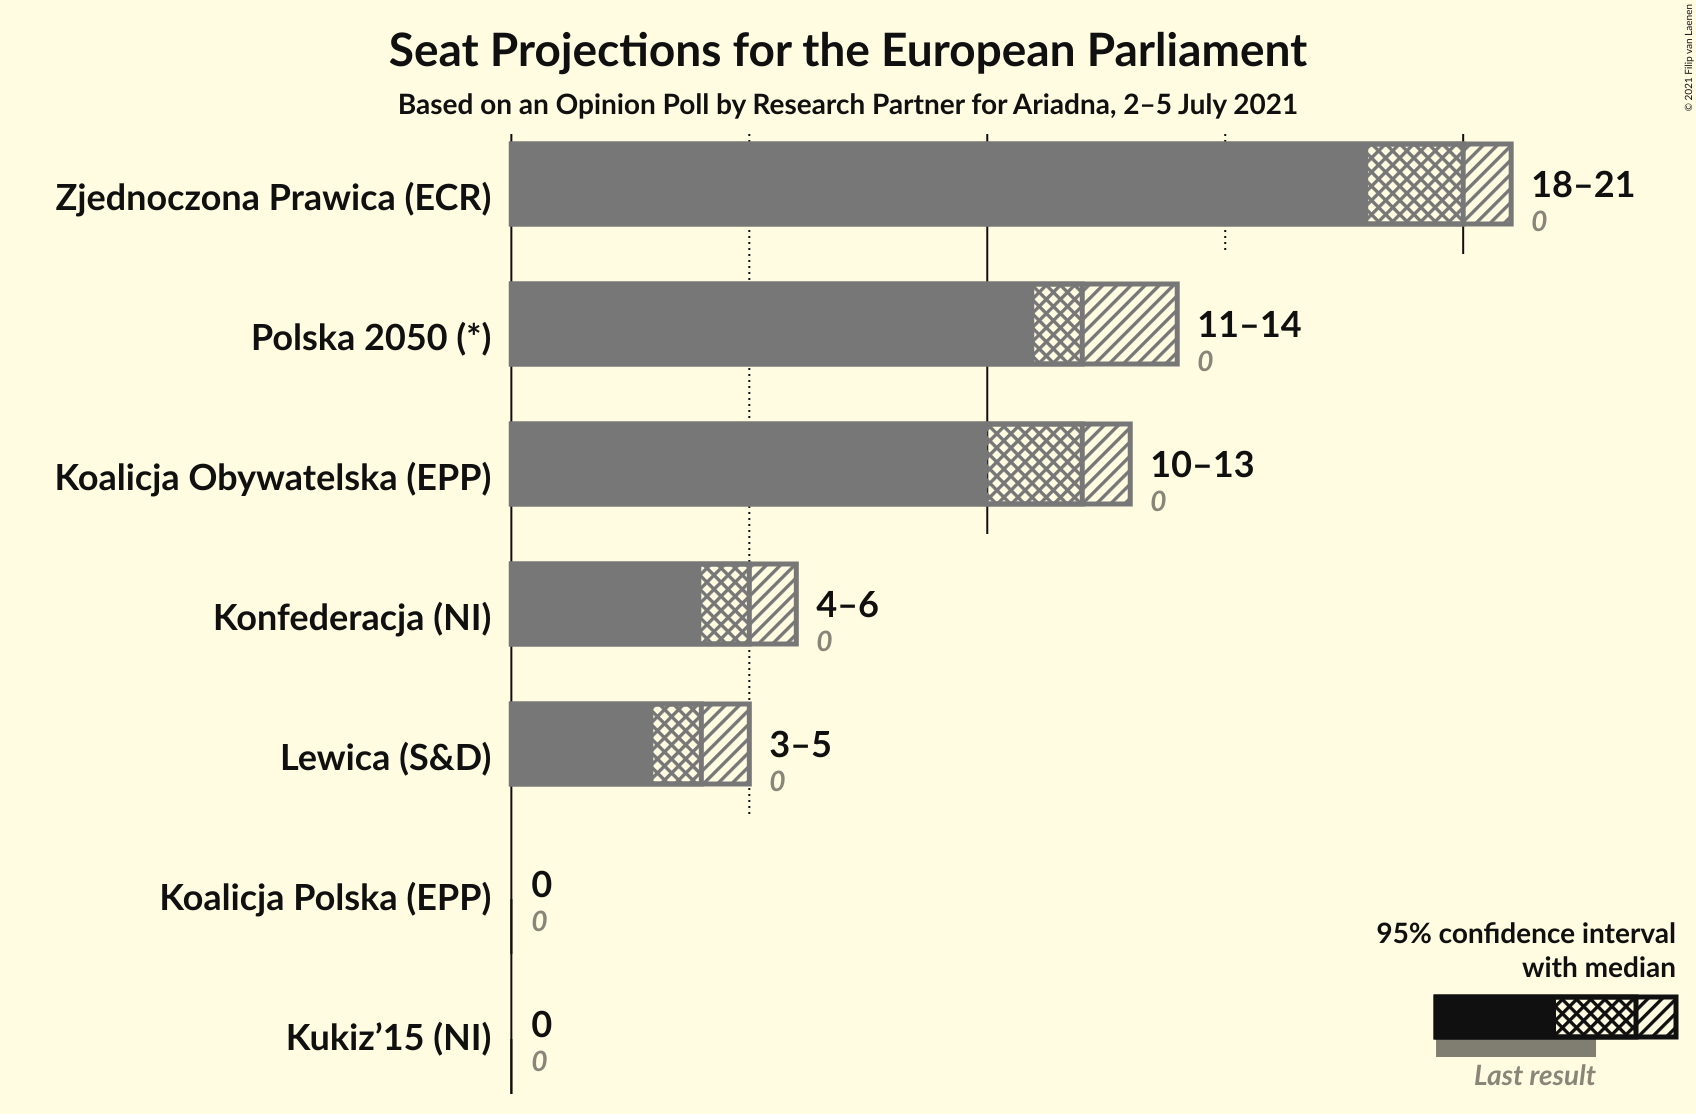 Seat Projections for the European Parliament
Based on an Opinion Poll by Research Partner for Ariadna, 2–5 July 2021
© 2021 Filip van Laenen
Zjednoczona Prawica (ECR)
18–21
0
Polska 2050 (*)
11–14
0
Koalicja Obywatelska (EPP)
10–13
0
Konfederacja (NI)
4–6
0
Lewica (S&D)
3–5
0
Koalicja Polska (EPP)
0
0
Kukiz’15 (NI)
0
0
95% confidence interval
with median
Last result